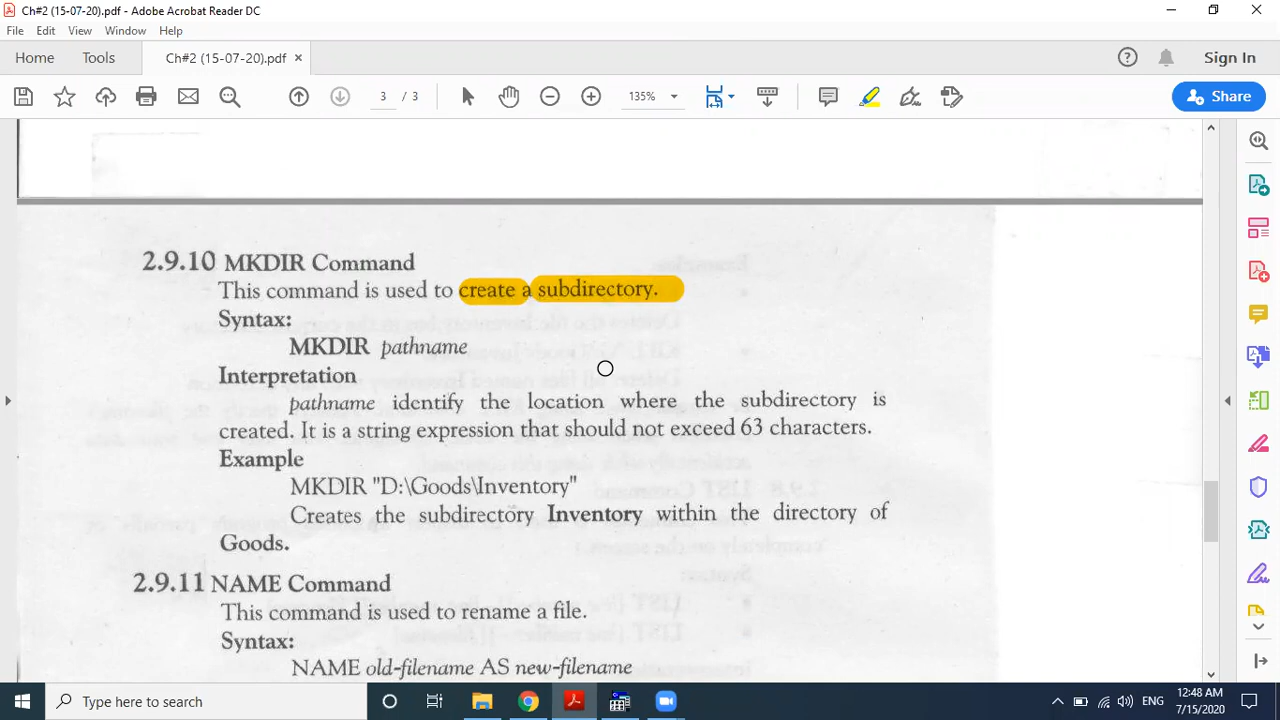 Ch#2 (15-07-20).pdf - Adobe Acrobat Reader DC
File Edit View Window Help
Home Tools Ch#2 (15-07-20).pdf × Sign In
3 / 3 135% Share
2.9.10 MKDIR Command
This command is used to create a subdirectory.
Syntax:
MKDIR pathname
Interpretation
pathname identify the location where the subdirectory is
created. It is a string expression that should not exceed 63 characters.
Example
MKDIR "D:\Goods\Inventory"
Creates the subdirectory Inventory within the directory of
Goods.
2.9.11 NAME Command
This command is used to rename a file.
Syntax:
NAME old-filename AS new-filename
Type here to search
ENG
12:48 AM
7/15/2020